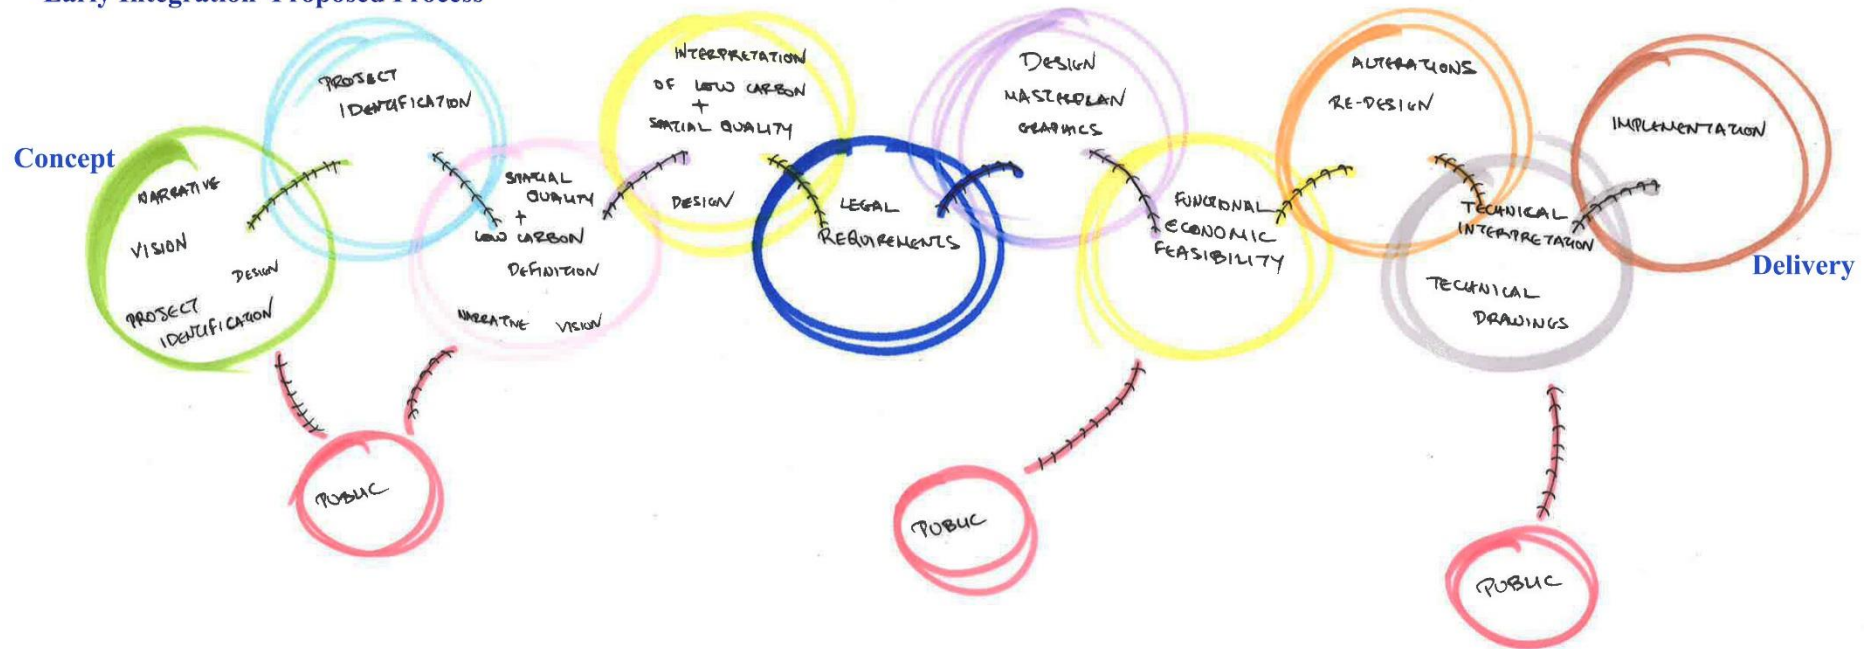 Early Integration Proposed Process
Concept
NARRATIVE
VISION
DESIGN
PROJECT
IDENTIFICATION
PROJECT
IDENTIFICATION
SPATIAL
QUALITY
+
LOW CARBON
DEFINITION
NARRATIVE VISION
INTERPRETATION
OF LOW CARBON
+
SPATIAL QUALITY
DESIGN
LEGAL
REQUIREMENTS
DESIGN
MASTERPLAN
GRAPHICS
FUNCTIONAL
ECONOMIC
FEASIBILITY
ALTERATIONS
RE-DESIGN
TECHNICAL
INTERPRETATION
TECHNICAL
DRAWINGS
IMPLEMENTATION
Delivery
PUBLIC
PUBLIC
PUBLIC